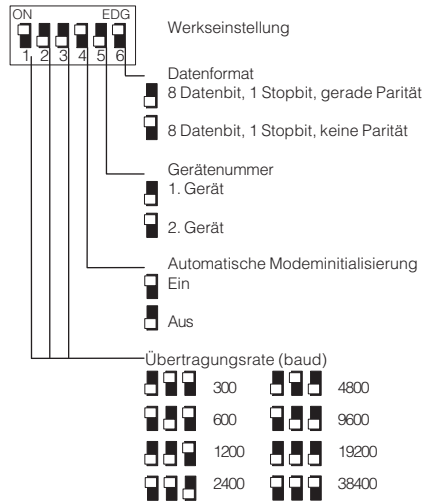 ON EDG
1 2 3 4 5 6
Werkseinstellung
Datenformat
8 Datenbit, 1 Stopbit, gerade Parität
8 Datenbit, 1 Stopbit, keine Parität
Gerätenummer
1. Gerät
2. Gerät
Automatische Modeminitialisierung
Ein
Aus
Übertragungsrate (baud)
300 4800
600 9600
1200 19200
2400 38400